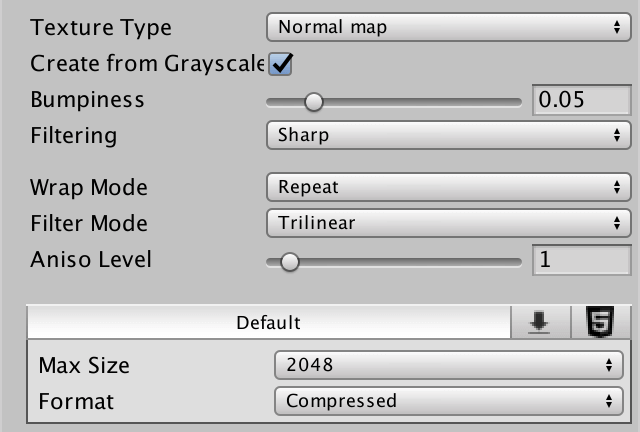 Texture Type Normal map
Create from Grayscale
Bumpiness 0.05
Filtering Sharp
Wrap Mode Repeat
Filter Mode Trilinear
Aniso Level 1
Default 5
Max Size 2048
Format Compressed